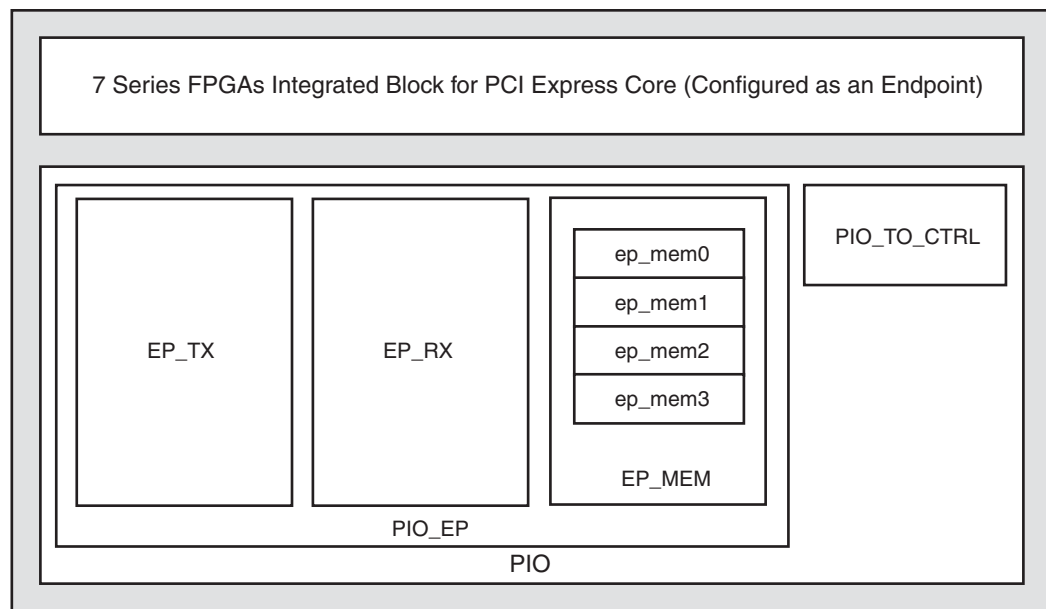 7 Series FPGAs Integrated Block for PCI Express Core (Configured as an Endpoint)
EP_TX
EP_RX
ep_mem0
ep_mem1
ep_mem2
ep_mem3
EP_MEM
PIO_TO_CTRL
PIO_EP
PIO